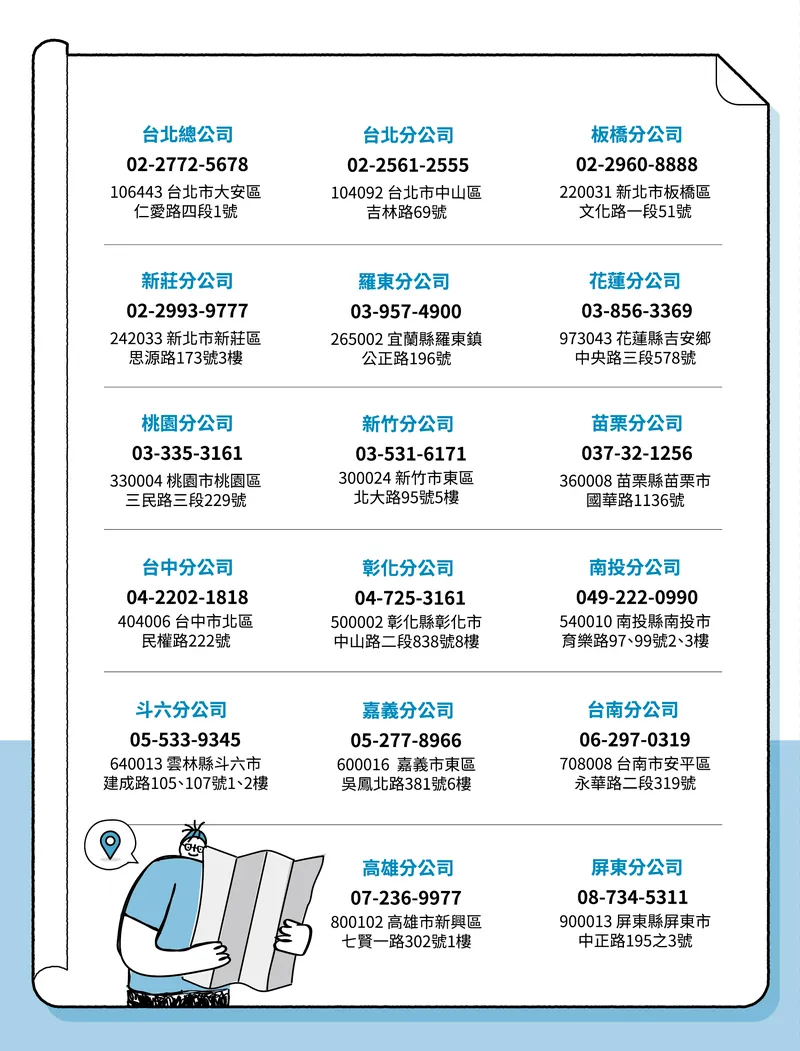 台北總公司
02-2772-5678
106443 台北市大安區
仁愛路四段1號
台北分公司
02-2561-2555
104092 台北市中山區
吉林路69號
板橋分公司
02-2960-8888
220031 新北市板橋區
文化路一段51號
新莊分公司
02-2993-9777
242033 新北市新莊區
思源路173號3樓
羅東分公司
03-957-4900
265002 宜蘭縣羅東鎮
公正路196號
花蓮分公司
03-856-3369
973043 花蓮縣吉安鄉
中央路三段578號
桃園分公司
03-335-3161
330004 桃園市桃園區
三民路三段229號
新竹分公司
03-531-6171
300024 新竹市東區
北大路95號5樓
苗栗分公司
037-32-1256
360008 苗栗縣苗栗市
國華路1136號
台中分公司
04-2202-1818
404006 台中市北區
民權路222號
彰化分公司
04-725-3161
500002 彰化縣彰化市
中山路二段838號8樓
南投分公司
049-222-0990
540010 南投縣南投市
育樂路97、99號2、3樓
斗六分公司
05-533-9345
640013 雲林縣斗六市
建成路105、107號1、2樓
嘉義分公司
05-277-8966
600016 嘉義市東區
吳鳳北路381號6樓
台南分公司
06-297-0319
708008 台南市安平區
永華路二段319號
高雄分公司
07-236-9977
800102 高雄市新興區
七賢一路302號1樓
屏東分公司
08-734-5311
900013 屏東縣屏東市
中正路195之3號